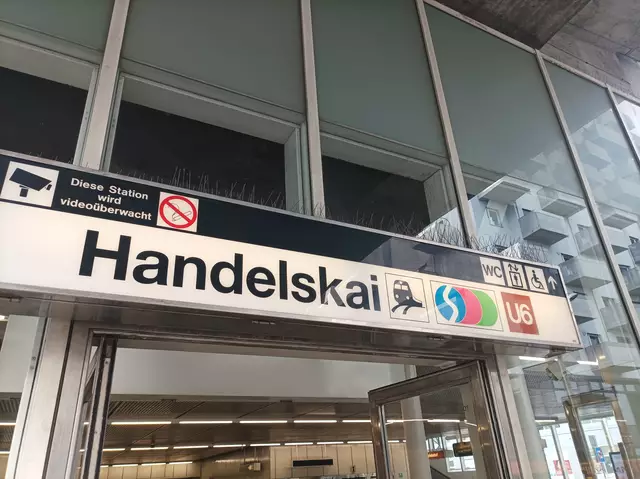 Diese Station
wird
videoüberwacht
Handelskai
WC
U6